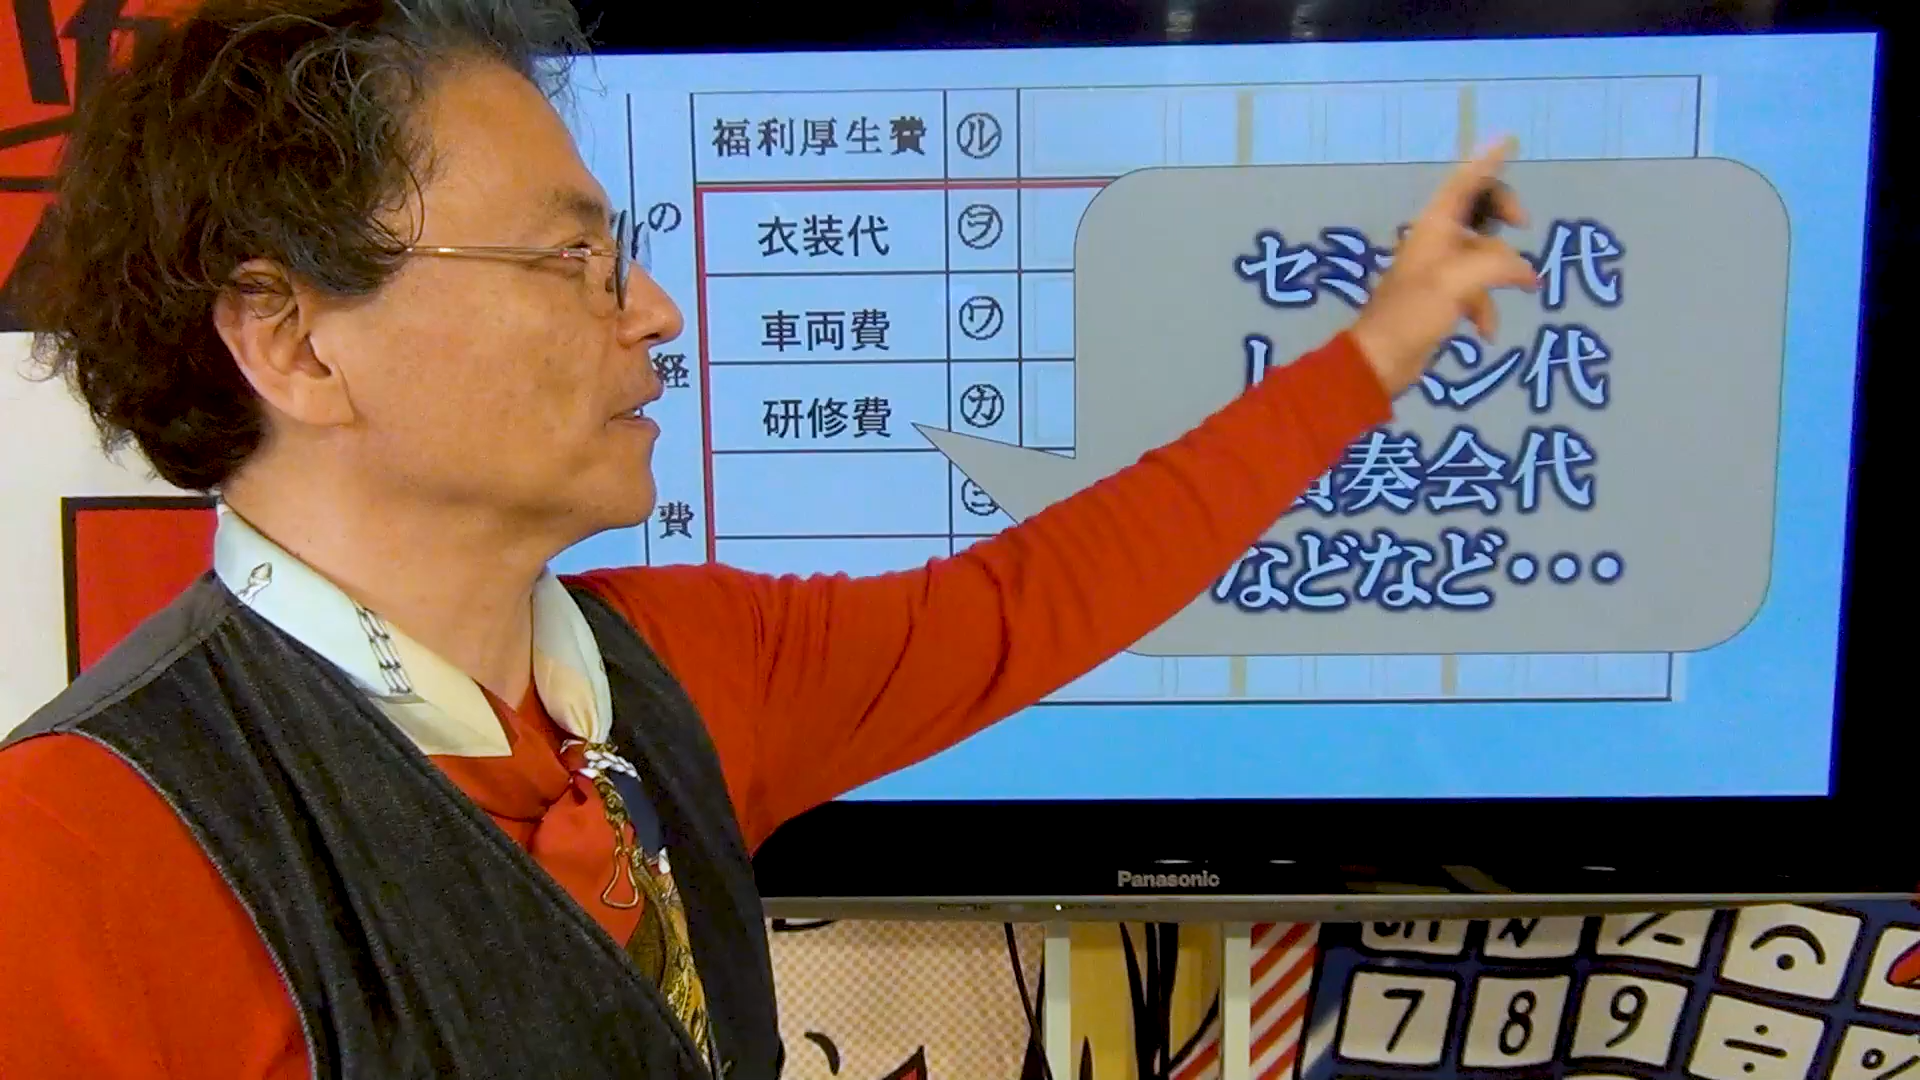 福利厚生費 ㋸
の
衣装代 ㋾
車両費 ㋻
経
研修費 ㋕
費
代
ン代
奏会代
などなど・・・
Panasonic
7 8 9 ÷